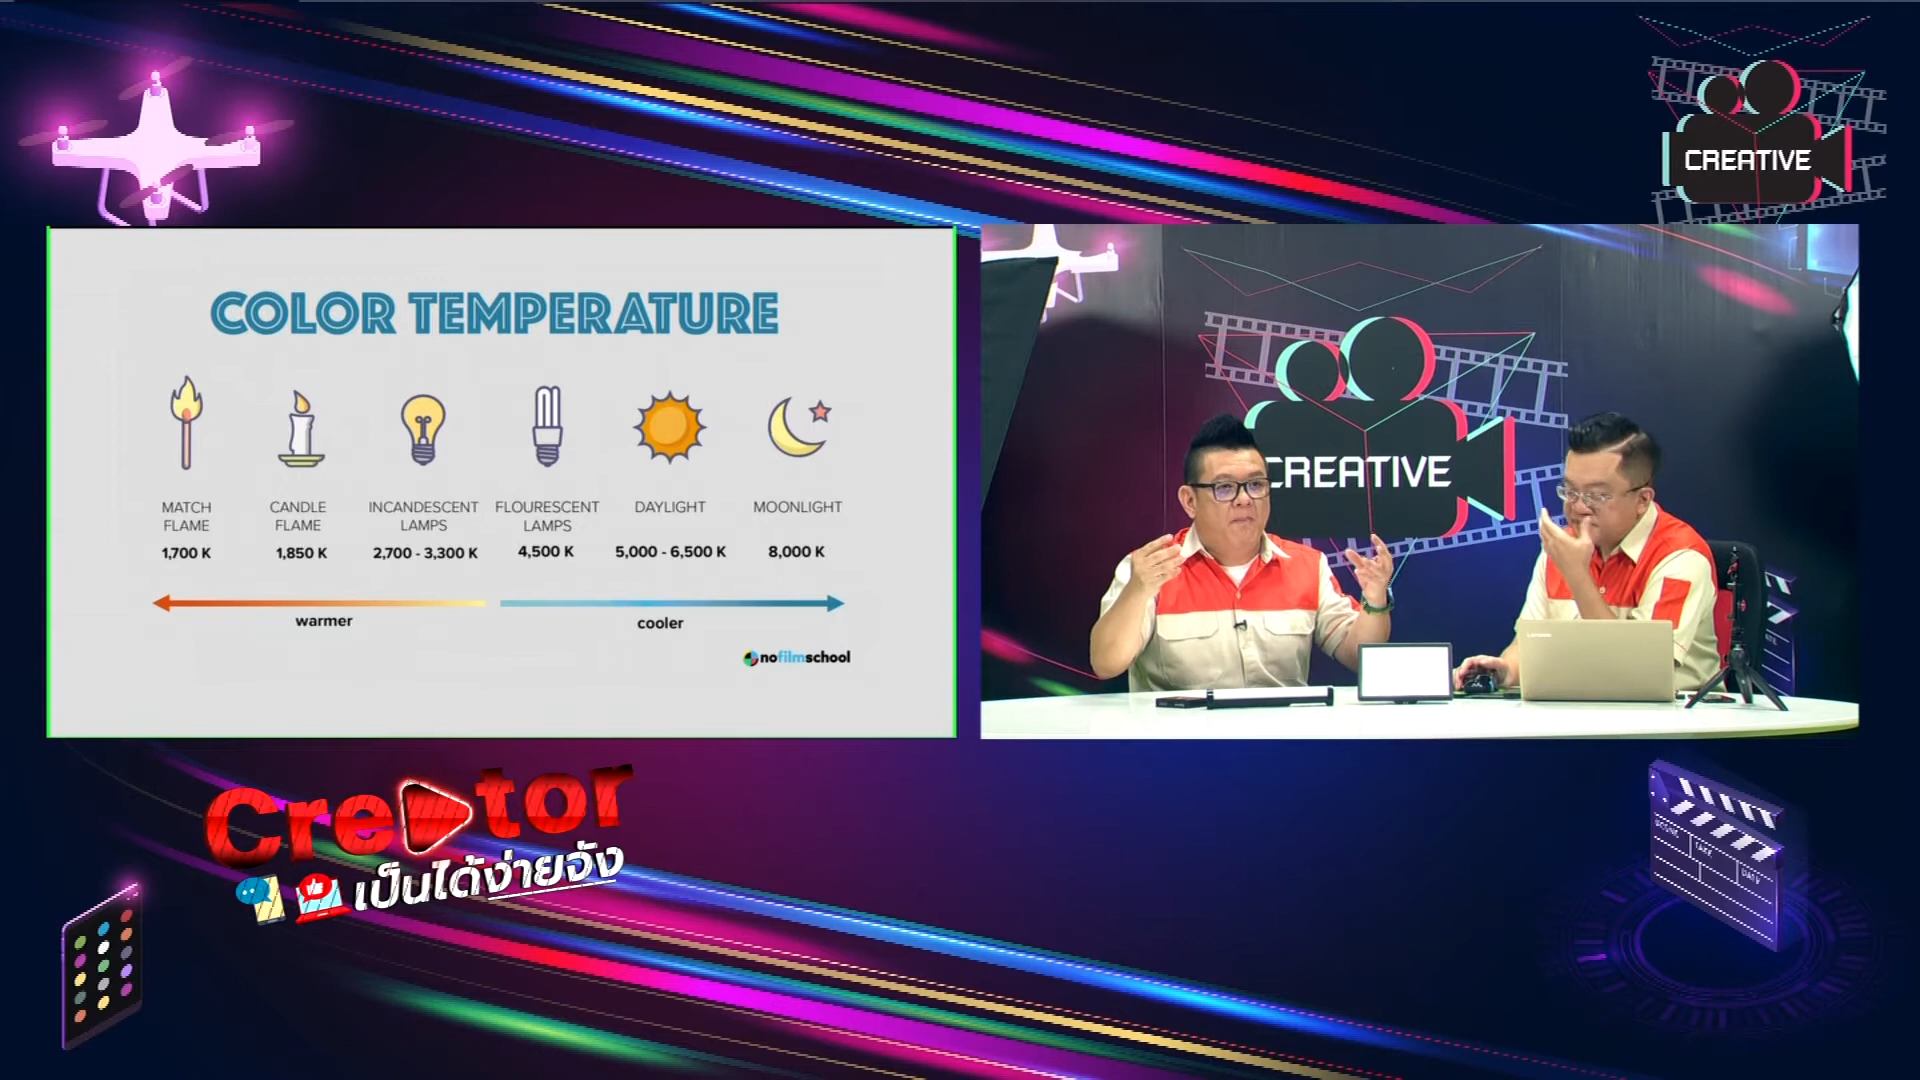 CREATIVE
COLOR TEMPERATURE
MATCH
FLAME
1,700 K
CANDLE
FLAME
1,850 K
INCANDESCENT
LAMPS
2,700 - 3,300 K
FLOURESCENT
LAMPS
4,500 K
DAYLIGHT
5,000 - 6,500 K
MOONLIGHT
8,000 K
warmer
cooler
nofilmschool
CREATIVE
Creator
เป็นได้ง่ายจัง
TAKE
DATE